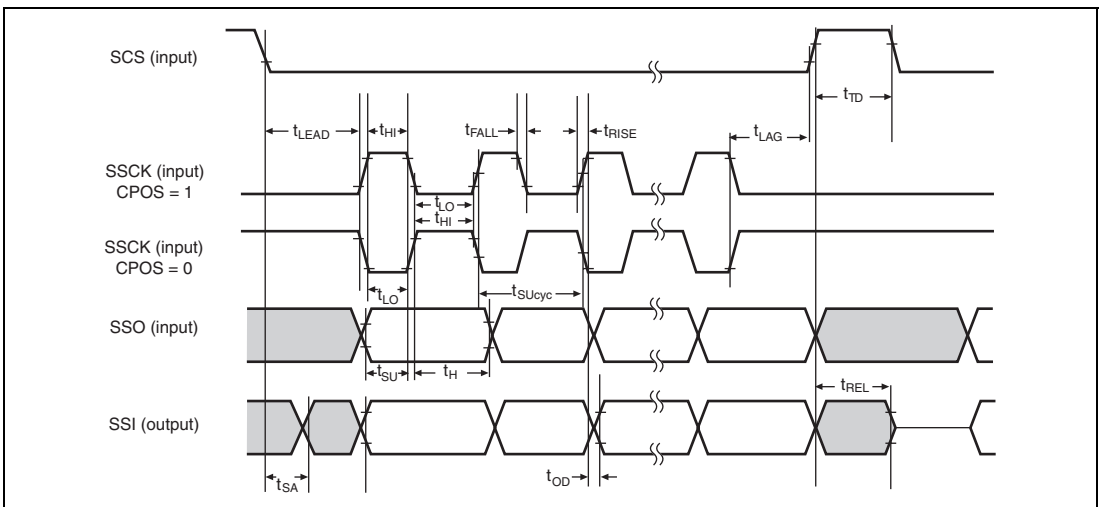 SCS (input)
tTD
tLEAD
tHI
tFALL
tRISE
tLAG
SSCK (input)
CPOS = 1
tLO
tHI
SSCK (input)
CPOS = 0
tLO
tSUcyc
SSO (input)
tSU
tH
tREL
SSI (output)
tSA
tOD